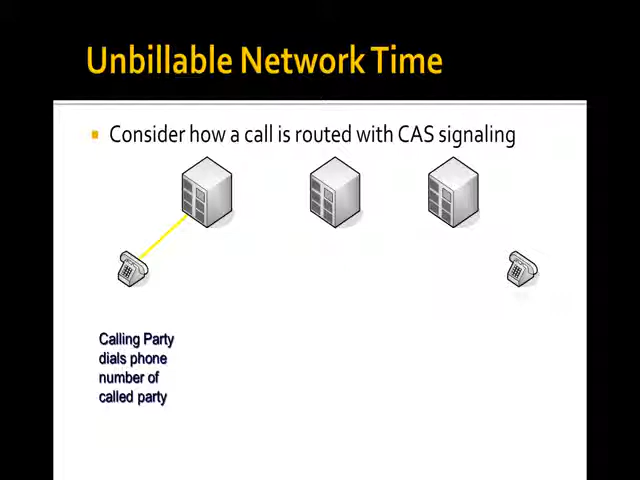 Unbillable Network Time
Consider how a call is routed with CAS signaling
Calling Party
dials phone
number of
called party